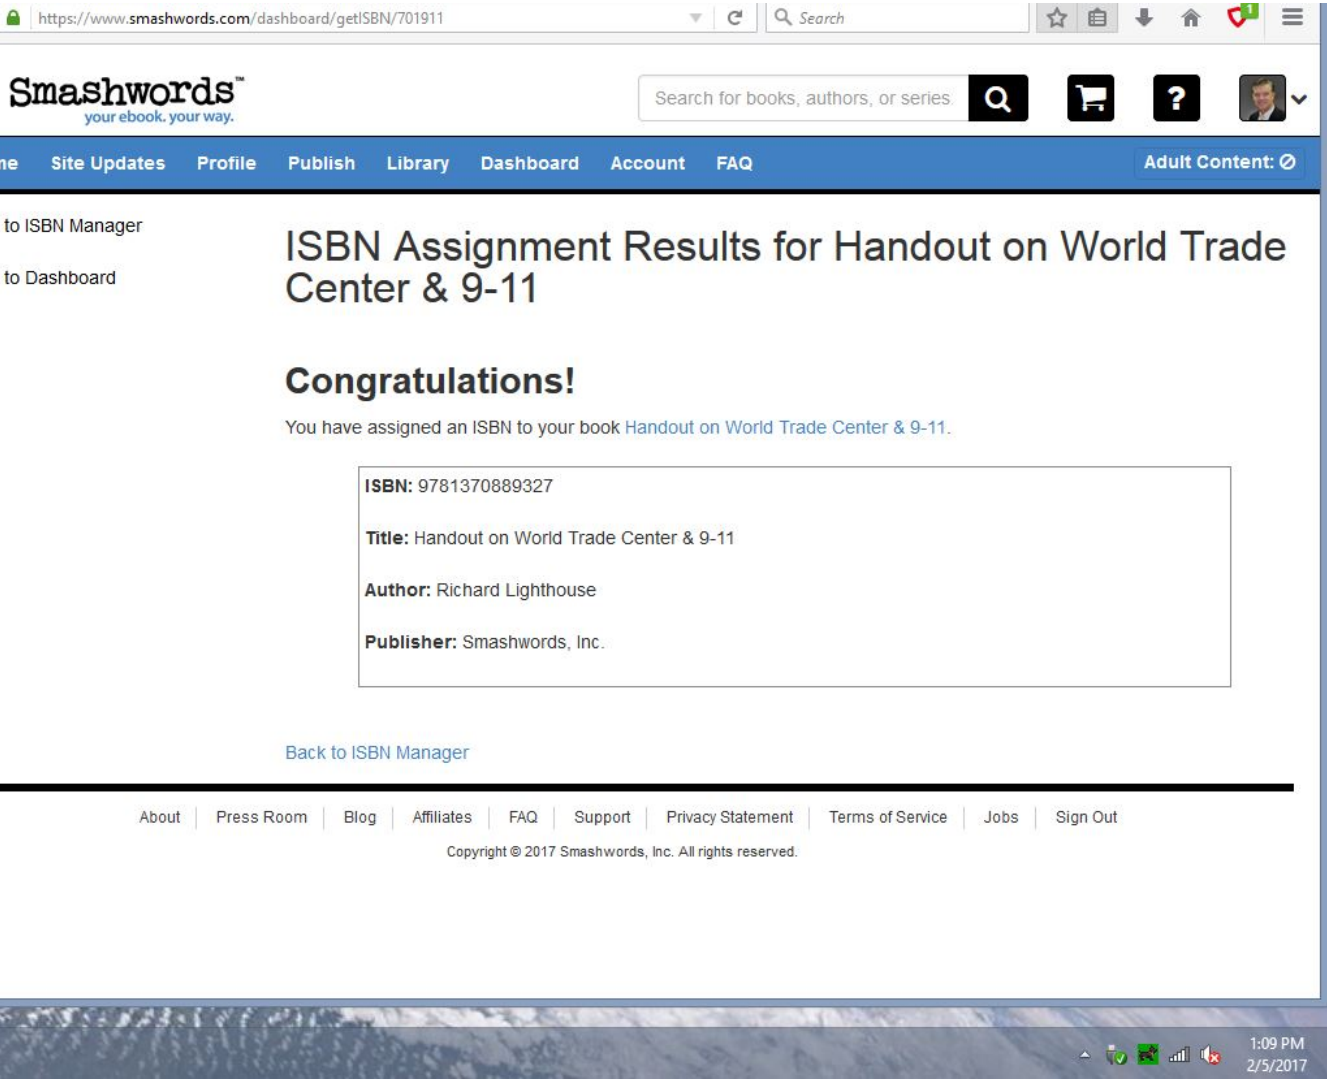 https://www.smashwords.com/dashboard/getISBN/701911
Search
1
Smashwords™
your ebook. your way.
Search for books, authors, or series.
?
me Site Updates Profile Publish Library Dashboard Account FAQ
Adult Content:
to ISBN Manager
to Dashboard
ISBN Assignment Results for Handout on World Trade
Center & 9-11
Congratulations!
You have assigned an ISBN to your book Handout on World Trade Center & 9-11.
ISBN: 9781370889327
Title: Handout on World Trade Center & 9-11
Author: Richard Lighthouse
Publisher: Smashwords, Inc.
Back to ISBN Manager
About Press Room Blog Affiliates FAQ Support Privacy Statement Terms of Service Jobs Sign Out
Copyright © 2017 Smashwords, Inc. All rights reserved.
1:09 PM
2/5/2017